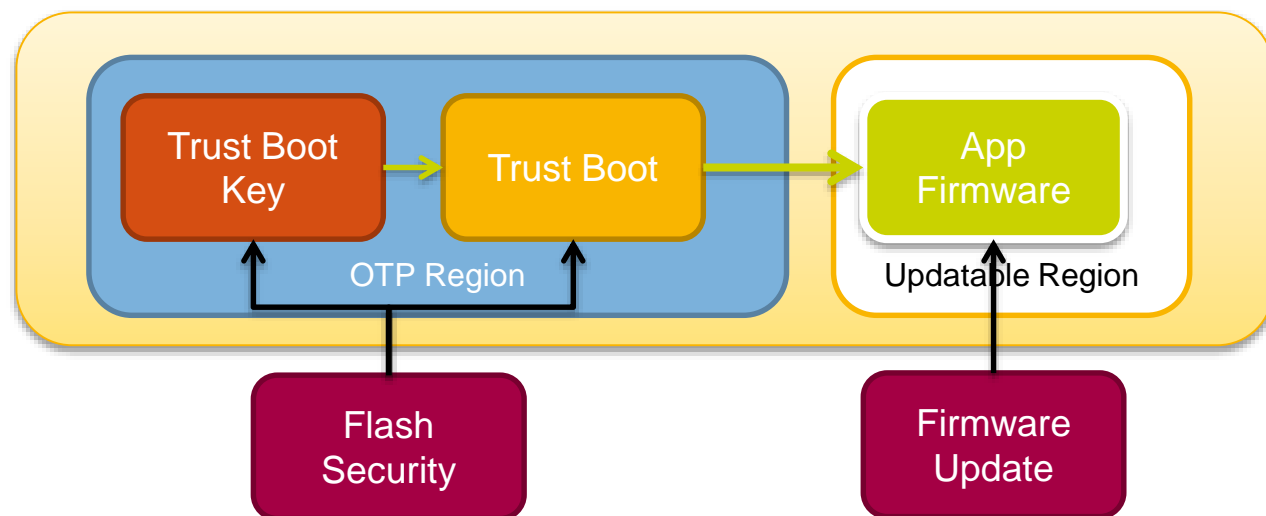 Trust Boot
Key
Trust Boot
App
Firmware
OTP Region
Updatable Region
Flash
Security
Firmware
Update